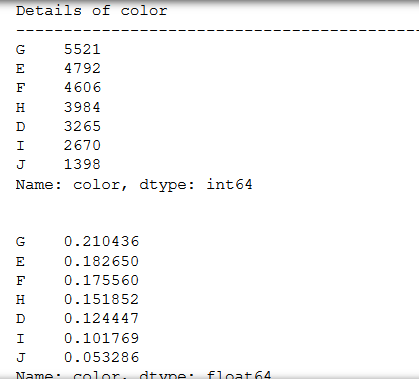 Details of color
--------------------------------------------
G    5521
E    4792
F    4606
H    3984
D    3265
I    2670
J    1398
Name: color, dtype: int64
G    0.210436
E    0.182650
F    0.175560
H    0.151852
D    0.124447
I    0.101769
J    0.053286
Name: color, dtype: float64